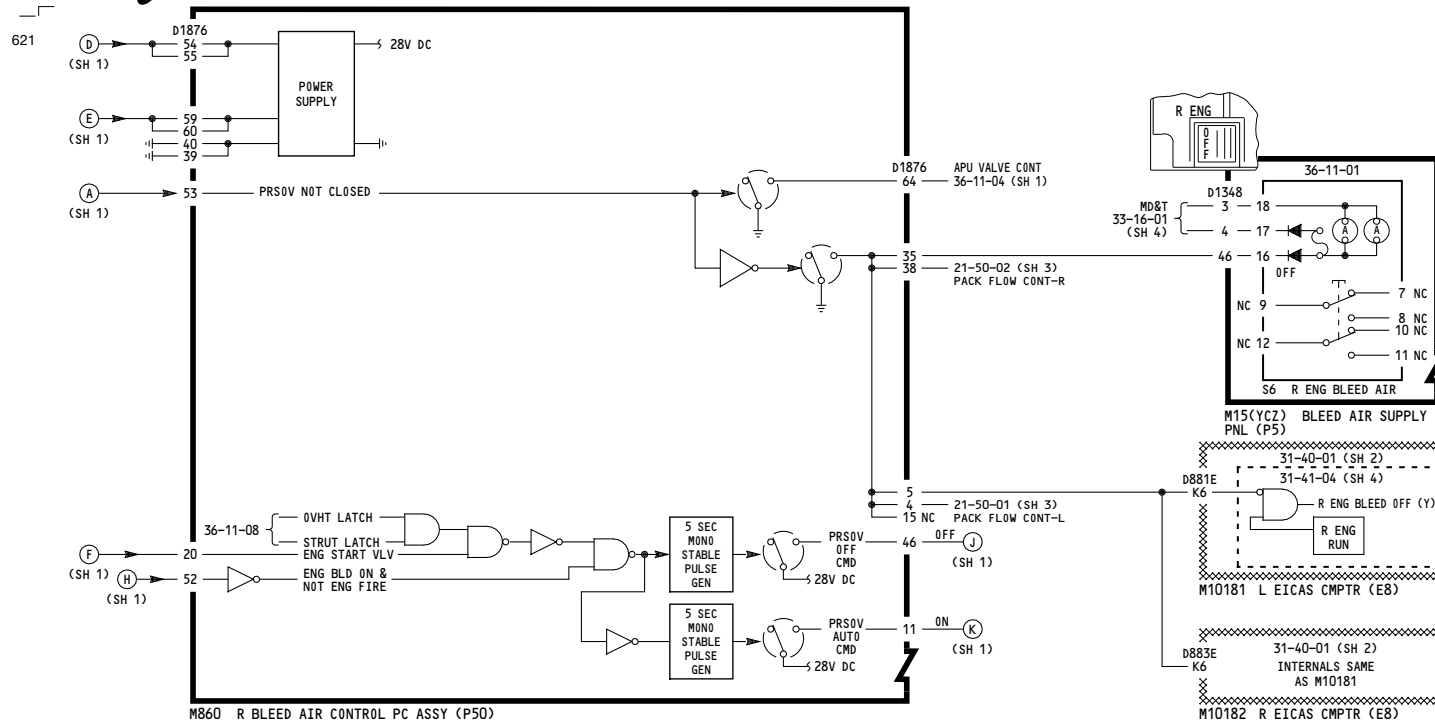 621
D
(SH 1)
D1876
54
55
28V DC
POWER
SUPPLY
E
(SH 1)
59
60
40
39
A
(SH 1)
53
PRSOV NOT CLOSED
D1876
64
APU VALVE CONT
36-11-04 (SH 1)
35
38
21-50-02 (SH 3)
PACK FLOW CONT-R
R ENG
OFF
36-11-01
D1348
MD&T
33-16-01
(SH 4)
3
18
4
17
46
16
A
A
OFF
NC 9
7 NC
8 NC
10 NC
NC 12
11 NC
S6 R ENG BLEED AIR
M15(YCZ) BLEED AIR SUPPLY
PNL (P5)
5
4
15 NC
21-50-01 (SH 3)
PACK FLOW CONT-L
36-11-08
OVHT LATCH
STRUT LATCH
F
(SH 1)
20
ENG START VLV
H
(SH 1)
52
ENG BLD ON &
NOT ENG FIRE
5 SEC
MONO
STABLE
PULSE
GEN
PRSOV
OFF
CMD
28V DC
46
OFF
J
(SH 1)
5 SEC
MONO
STABLE
PULSE
GEN
PRSOV
AUTO
CMD
28V DC
11
ON
K
(SH 1)
M860 R BLEED AIR CONTROL PC ASSY (P50)
31-40-01 (SH 2)
31-41-04 (SH 4)
D881E
K6
R ENG BLEED OFF (Y)
R ENG
RUN
M10181 L EICAS CMPTR (E8)
D883E
K6
31-40-01 (SH 2)
INTERNALS SAME
AS M10181
M10182 R EICAS CMPTR (E8)